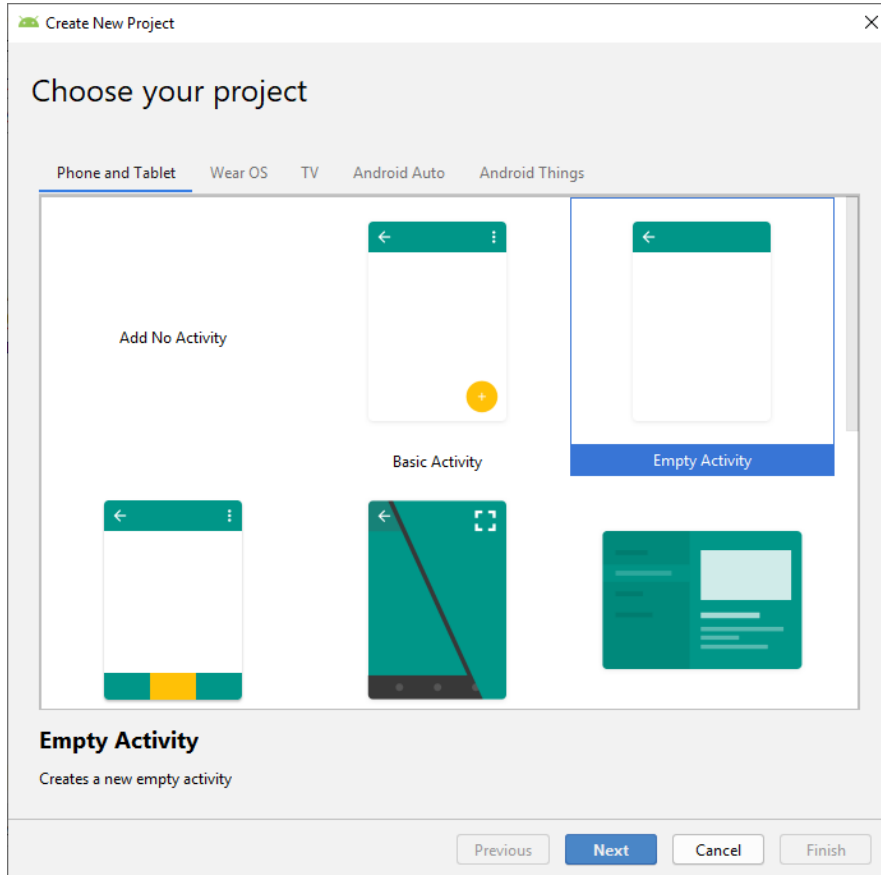 Create New Project
Choose your project
Phone and Tablet Wear OS TV Android Auto Android Things
Add No Activity
Basic Activity
Empty Activity
Empty Activity
Creates a new empty activity
Previous Next Cancel Finish